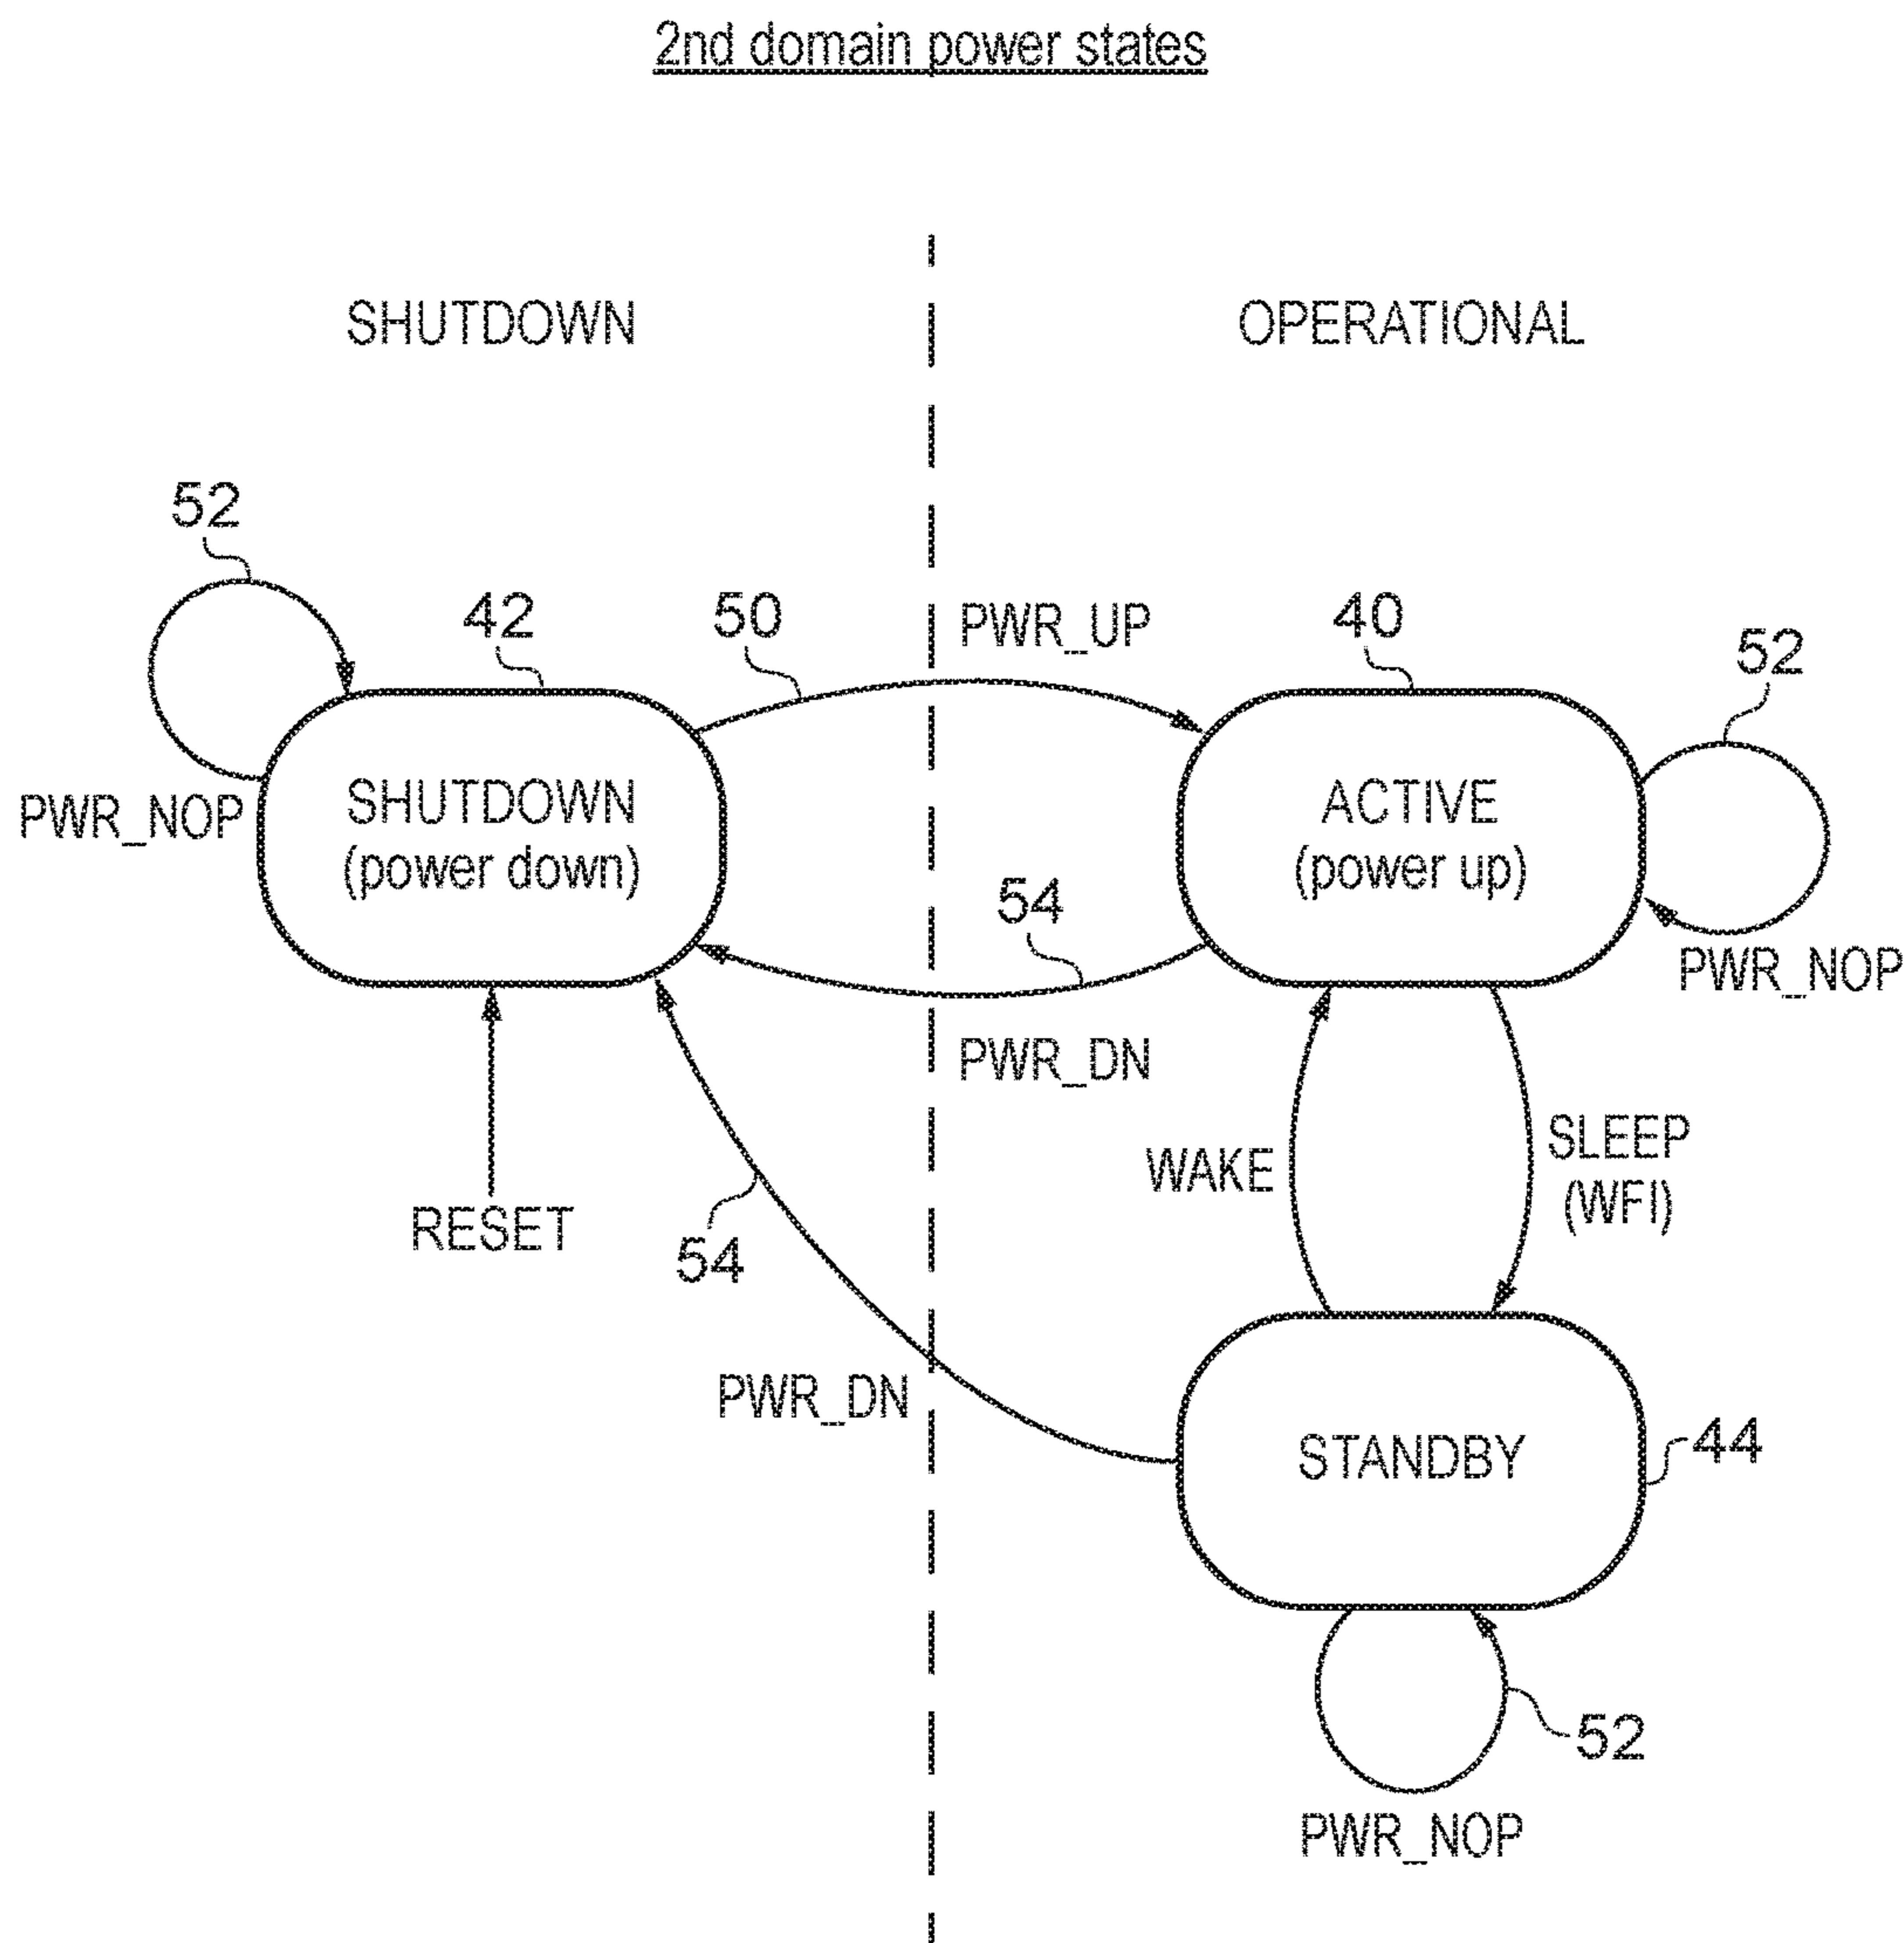 2nd domain power states
SHUTDOWN
OPERATIONAL
52
42
50
PWR_UP
40
52
PWR_NOP
SHUTDOWN
(power down)
ACTIVE
(power up)
54
PWR_NOP
PWR_DN
RESET
54
WAKE
SLEEP
(WFI)
PWR_DN
STANDBY
44
52
PWR_NOP